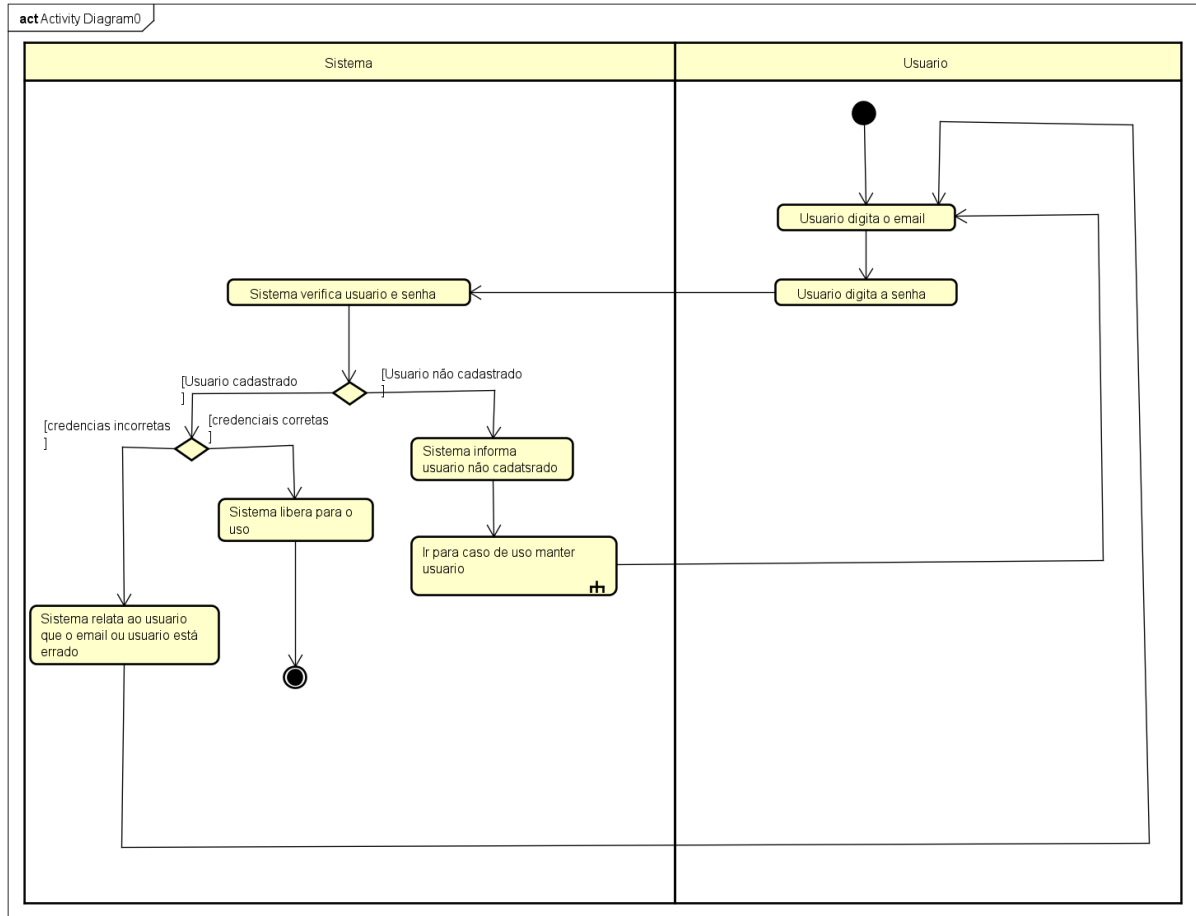 act Activity Diagram0
Sistema
Usuario
Usuario digita o email
Sistema verifica usuario e senha
Usuario digita a senha
[Usuario cadastrado
]
[Usuario não cadastrado
]
[credencias incorretas
]
[credenciais corretas
]
Sistema informa
usuario não cadatsrado
Sistema libera para o
uso
Ir para caso de uso manter
usuario
Sistema relata ao usuario
que o email ou usuario está
errado